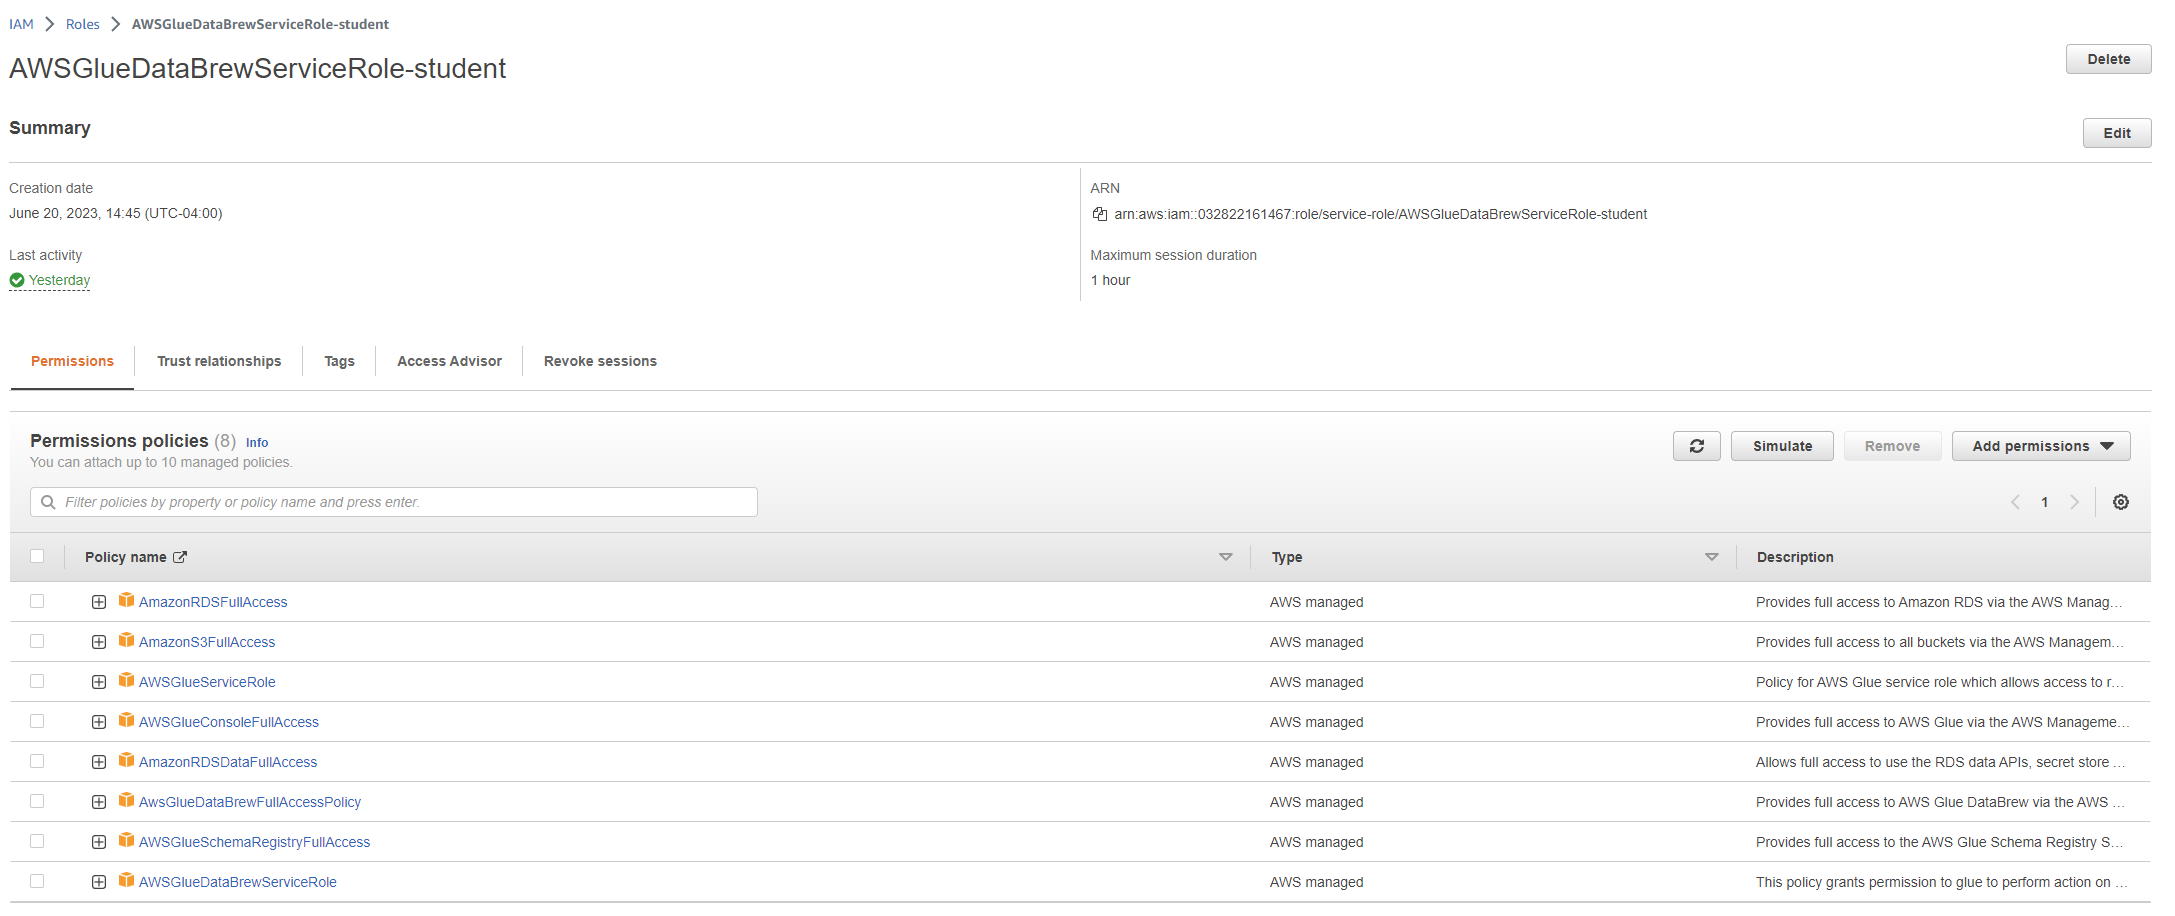 IAM > Roles > AWSGlueDataBrewServiceRole-student
AWSGlueDataBrewServiceRole-student
Delete
Summary
Edit
Creation date
June 20, 2023, 14:45 (UTC-04:00)
ARN
arn:aws:iam::032822161467:role/service-role/AWSGlueDataBrewServiceRole-student
Last activity
Yesterday
Maximum session duration
1 hour
Permissions
Trust relationships
Tags
Access Advisor
Revoke sessions
Permissions policies (8) Info
You can attach up to 10 managed policies.
Simulate
Remove
Add permissions
Filter policies by property or policy name and press enter.
1
Policy name Type Description
AmazonRDSFullAccess AWS managed Provides full access to Amazon RDS via the AWS Manag...
AmazonS3FullAccess AWS managed Provides full access to all buckets via the AWS Managem...
AWSGlueServiceRole AWS managed Policy for AWS Glue service role which allows access to r...
AWSGlueConsoleFullAccess AWS managed Provides full access to AWS Glue via the AWS Manageme...
AmazonRDSDataFullAccess AWS managed Allows full access to use the RDS data APIs, secret store ...
AwsGlueDataBrewFullAccessPolicy AWS managed Provides full access to AWS Glue DataBrew via the AWS ...
AWSGlueSchemaRegistryFullAccess AWS managed Provides full access to the AWS Glue Schema Registry S...
AWSGlueDataBrewServiceRole AWS managed This policy grants permission to glue to perform action on ...